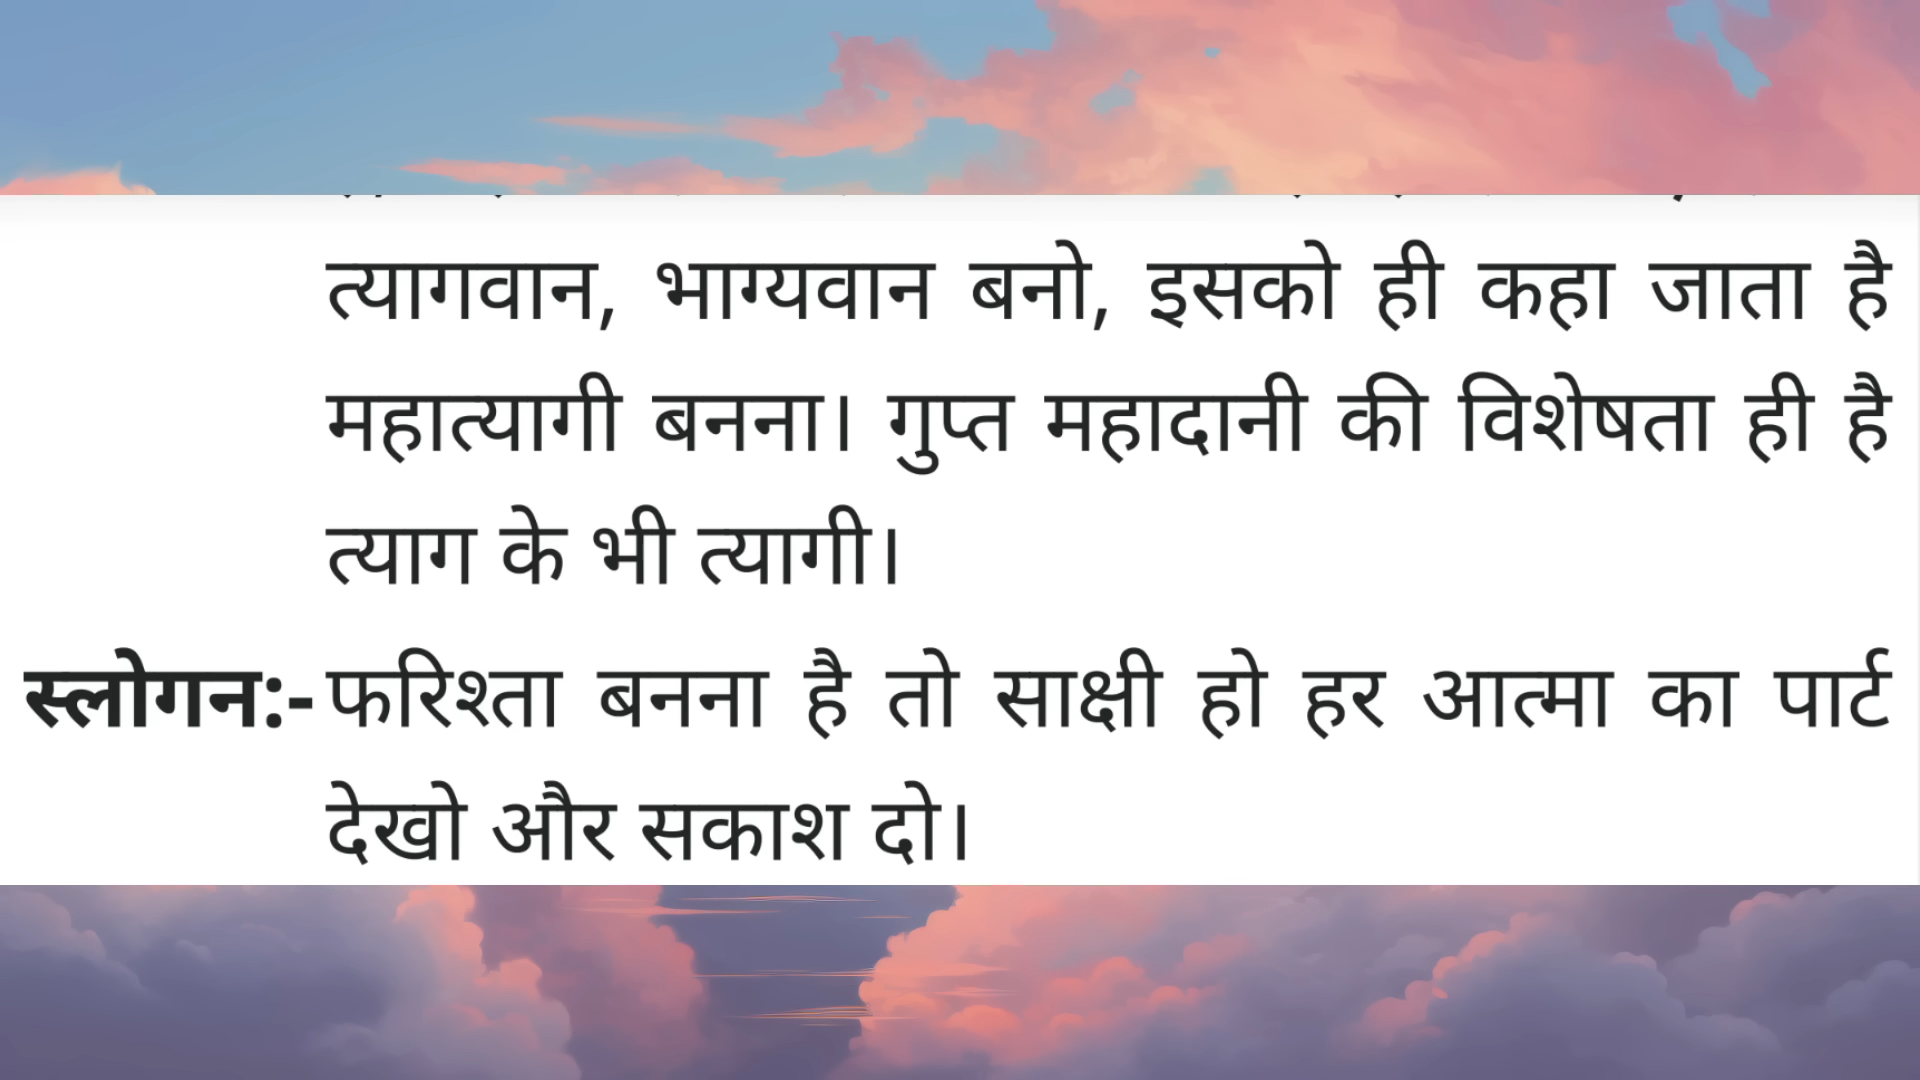 त्यागवान, भाग्यवान बनो, इसको ही कहा जाता है
महात्यागी बनना। गुप्त महादानी की विशेषता ही है
त्याग के भी त्यागी।
स्लोगन:- फरिश्ता बनना है तो साक्षी हो हर आत्मा का पार्ट
देखो और सकाश दो।